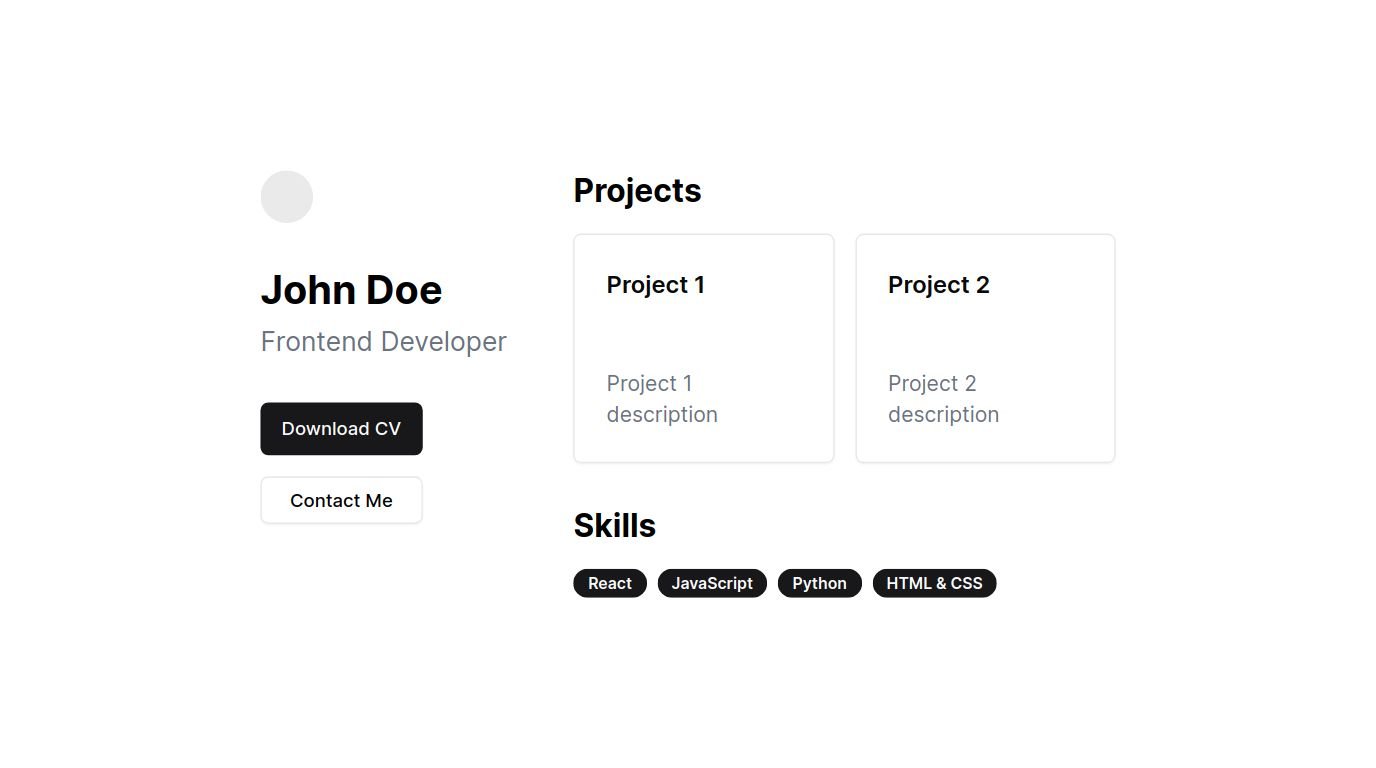 John Doe
Frontend Developer
Download CV
Contact Me
Projects
Project 1
Project 1
description
Project 2
Project 2
description
Skills
React
JavaScript
Python
HTML & CSS